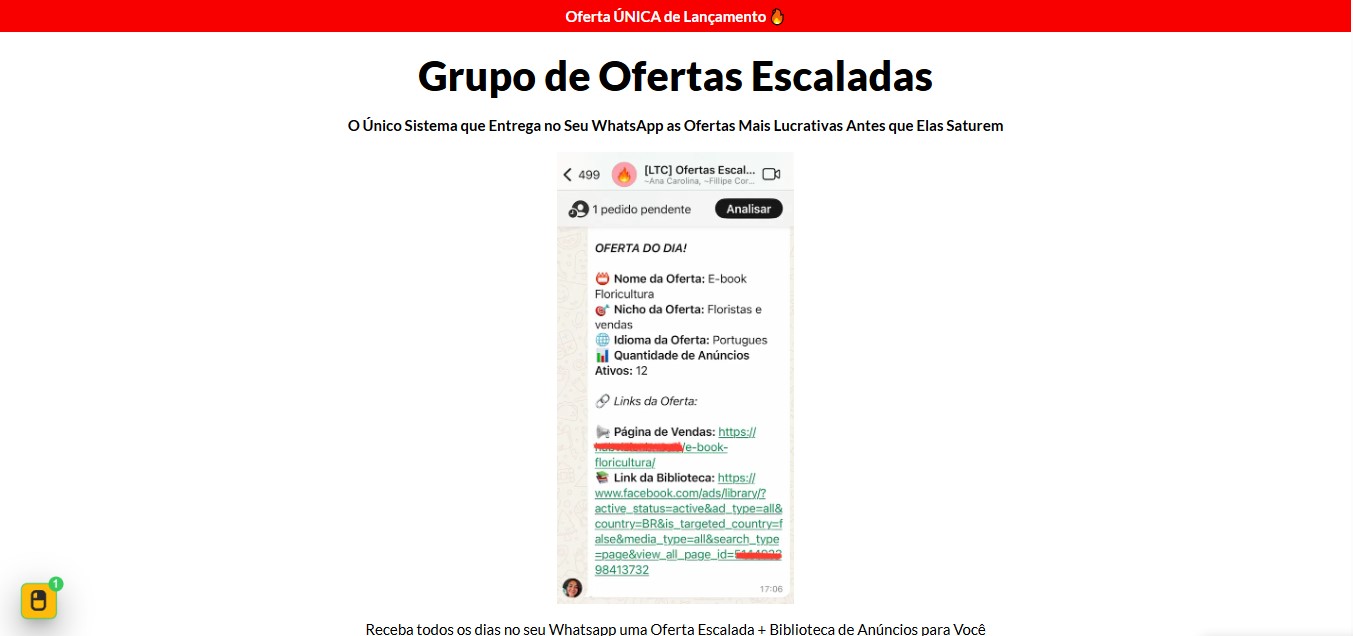 Oferta ÚNICA de Lançamento 🔥
Grupo de Ofertas Escaladas
O Único Sistema que Entrega no Seu WhatsApp as Ofertas Mais Lucrativas Antes que Elas Saturem
499
[LTC] Ofertas Escal...
~Ana Carolina, ~Fillipe Cor...
1 pedido pendente
Analisar
OFERTA DO DIA!
Nome da Oferta: E-book
Floricultura
Nicho da Oferta: Floristas e
vendas
Idioma da Oferta: Portugues
Quantidade de Anúncios
Ativos: 12
Links da Oferta:
Página de Vendas: https://
/e-book-
floricultura/
Link da Biblioteca: https://
www.facebook.com/ads/library/?
active_status=active&ad_type=all&
country=BR&is_targeted_country=f
alse&media_type=all&search_type
=page&view_all_page_id=
98413732
17:06
1
Receba todos os dias no seu Whatsapp uma Oferta Escalada + Biblioteca de Anúncios para Você